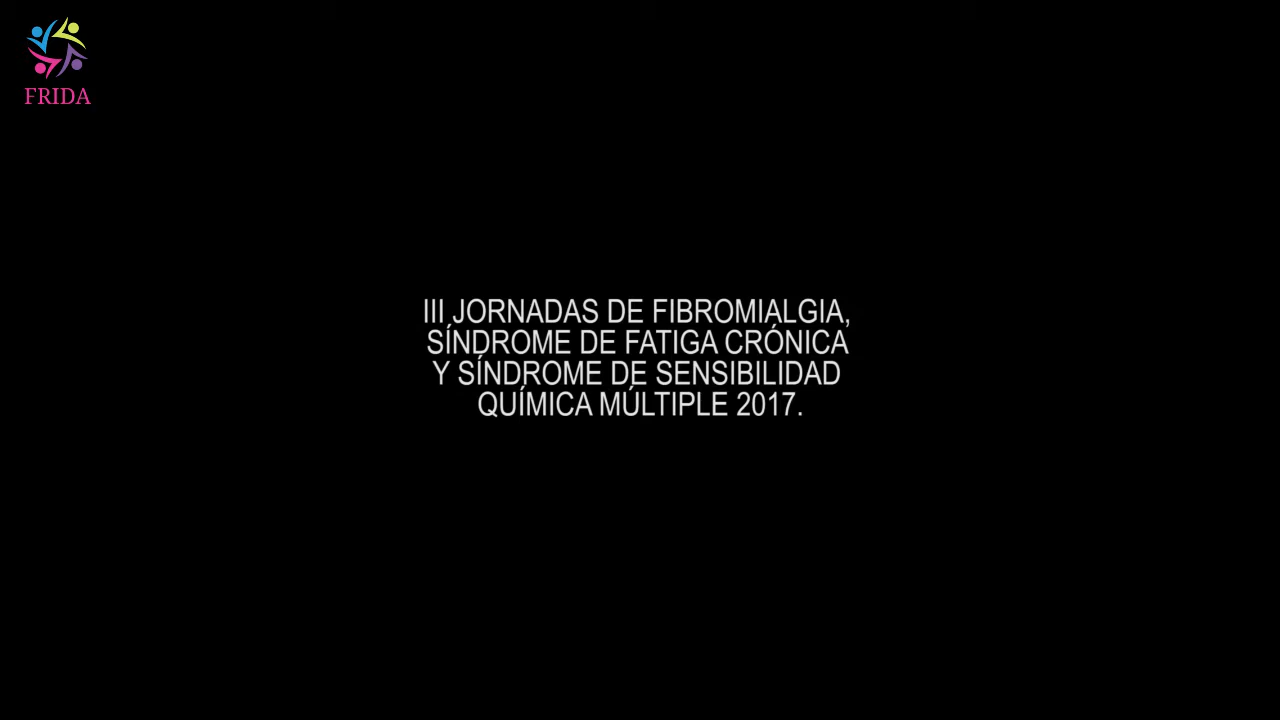 FRIDA
III JORNADAS DE FIBROMIALGIA,
SÍNDROME DE FATIGA CRÓNICA
Y SÍNDROME DE SENSIBILIDAD
QUÍMICA MÚLTIPLE 2017.